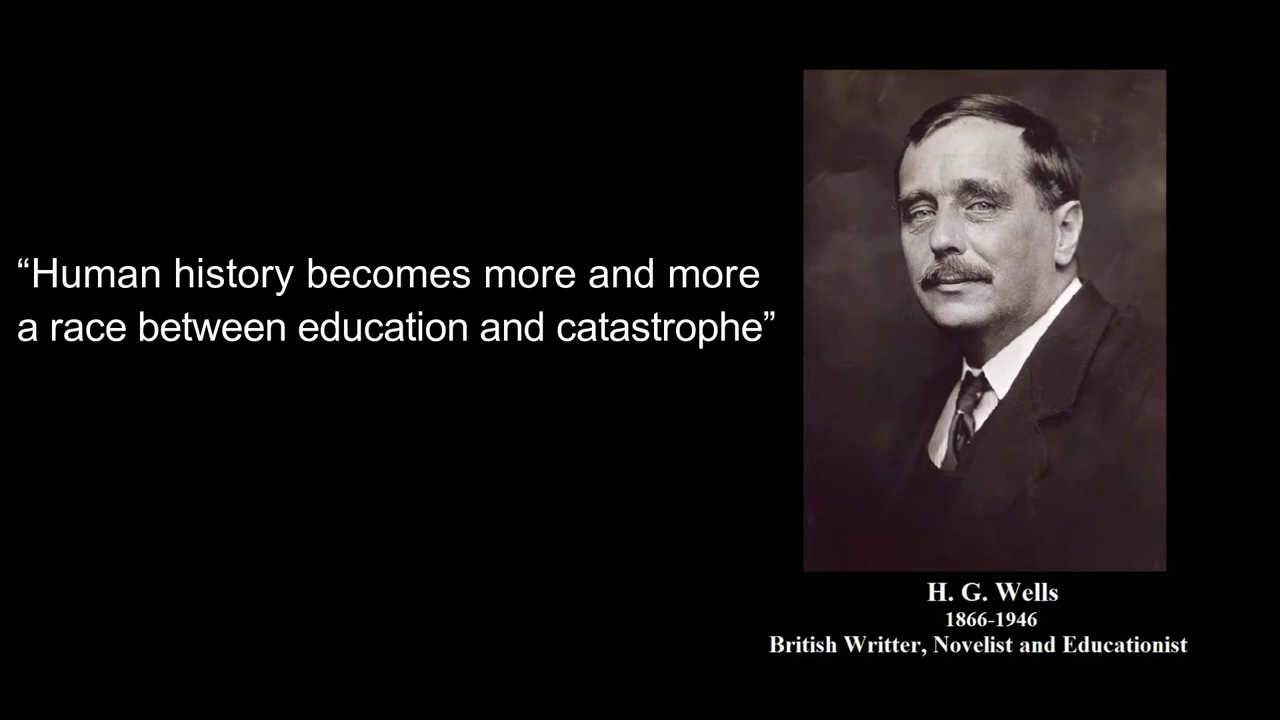 “Human history becomes more and more
a race between education and catastrophe”
H. G. Wells
1866-1946
British Writter, Novelist and Educationist